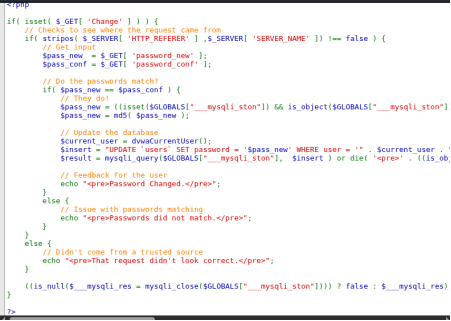 <?php
if( isset( $_GET[ 'Change' ] ) ) {
// Checks to see where the request came from
if( stripos( $_SERVER[ 'HTTP_REFERER' ] ,$_SERVER[ 'SERVER_NAME' ]) !== false ) {
// Get input
$pass_new  = $_GET[ 'password_new' ];
$pass_conf = $_GET[ 'password_conf' ];
// Do the passwords match?
if( $pass_new == $pass_conf ) {
// They do!
$pass_new = ((isset($GLOBALS["___mysqli_ston"]) && is_object($GLOBALS["___mysqli_ston"]
$pass_new = md5( $pass_new );
// Update the database
$current_user = dvwaCurrentUser();
$insert = "UPDATE `users` SET password = '$pass_new' WHERE user = '" . $current_user . "
$result = mysqli_query($GLOBALS["___mysqli_ston"],  $insert ) or die( '<pre>' . ((is_obj
// Feedback for the user
echo "<pre>Password Changed.</pre>";
}
else {
// Issue with passwords matching
echo "<pre>Passwords did not match.</pre>";
}
}
else {
// Didn't come from a trusted source
echo "<pre>That request didn't look correct.</pre>";
}
((is_null($___mysqli_res = mysqli_close($GLOBALS["___mysqli_ston"]))) ? false : $___mysqli_res)
}
?>